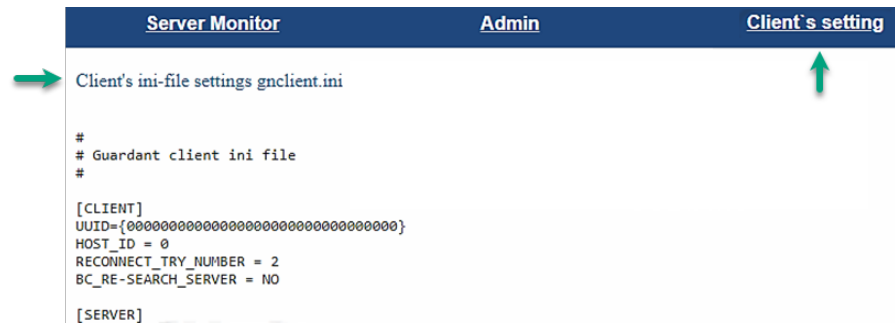 Server Monitor Admin Client`s setting
Client's ini-file settings gnclient.ini
#
# Guardant client ini file
#
[CLIENT]
UUID={00000000000000000000000000000000}
HOST_ID = 0
RECONNECT_TRY_NUMBER = 2
BC_RE-SEARCH_SERVER = NO
[SERVER]